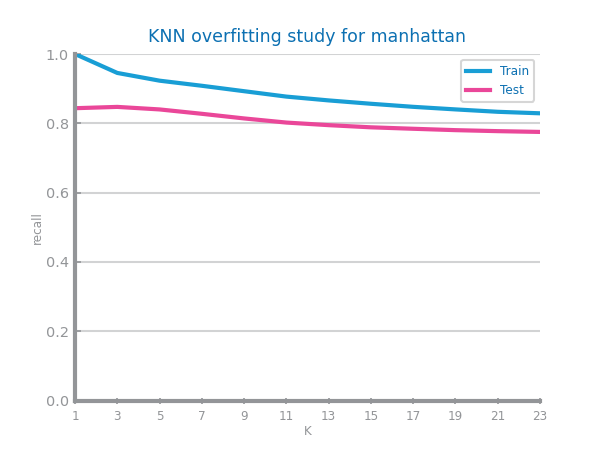 KNN overfitting study for manhattan
1.0
0.8
0.6
0.4
0.2
0.0
recall
Train
Test
1 3 5 7 9 11 13 15 17 19 21 23
K